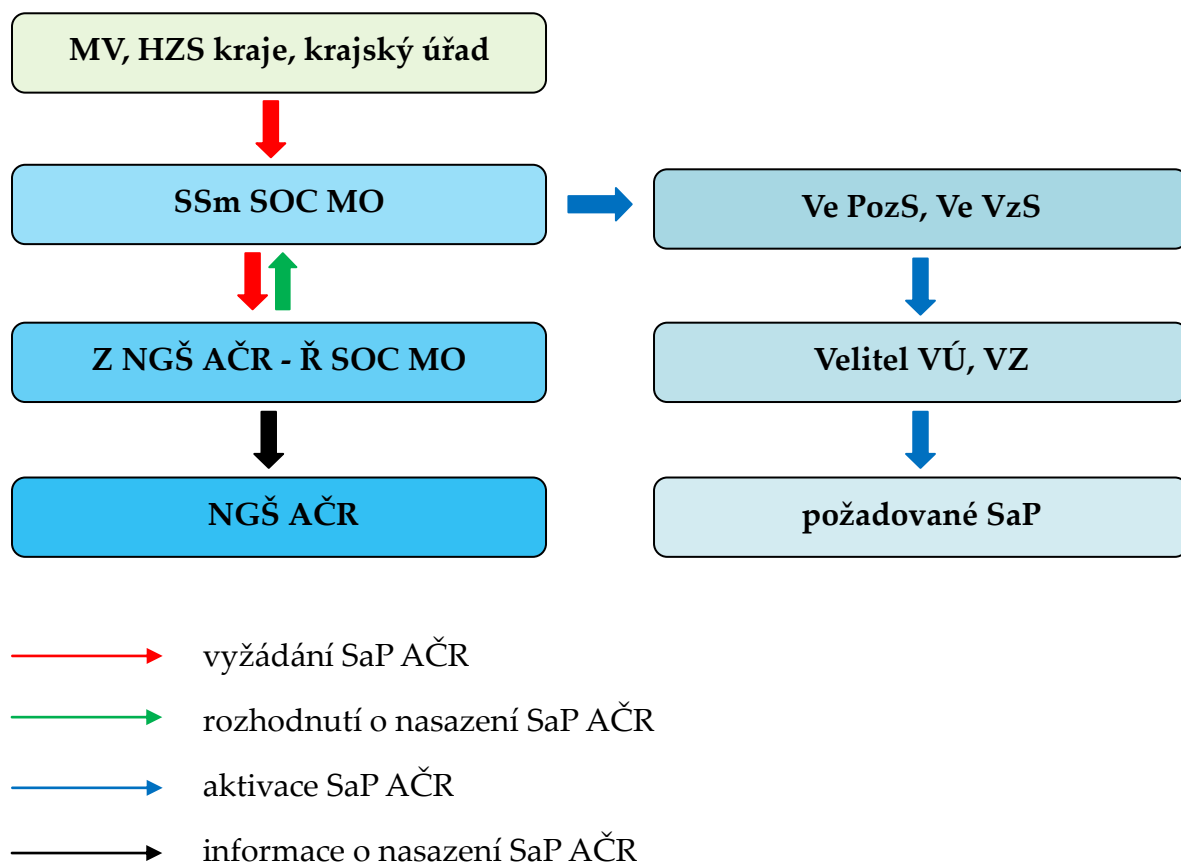 MV, HZS kraje, krajský úřad
SSm SOC MO
Ve PozS, Ve VzS
Z NGŠ AČR - Ř SOC MO
Velitel VÚ, VZ
NGŠ AČR
požadované SaP
vyžádání SaP AČR
rozhodnutí o nasazení SaP AČR
aktivace SaP AČR
informace o nasazení SaP AČR